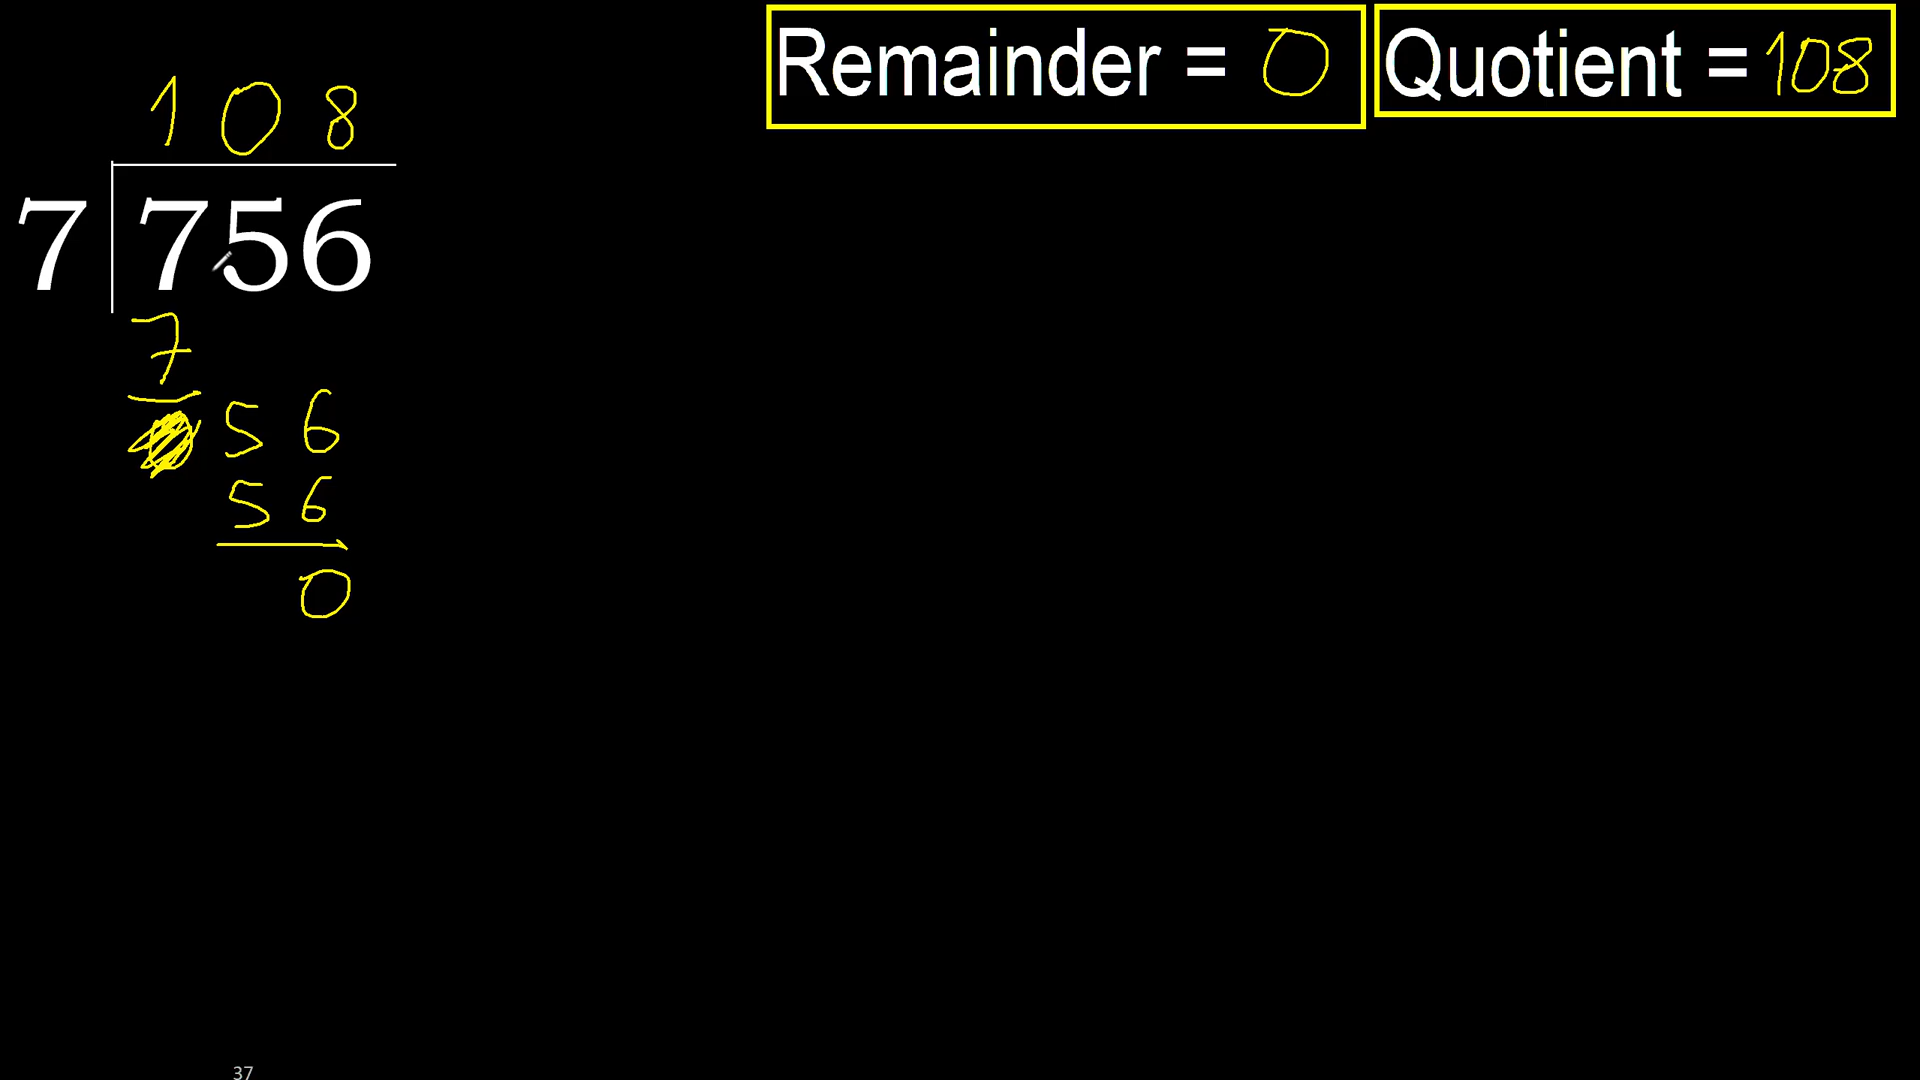 Remainder = 0
Quotient = 108
1 0 8
7 756
7
5 6
5 6
0
37